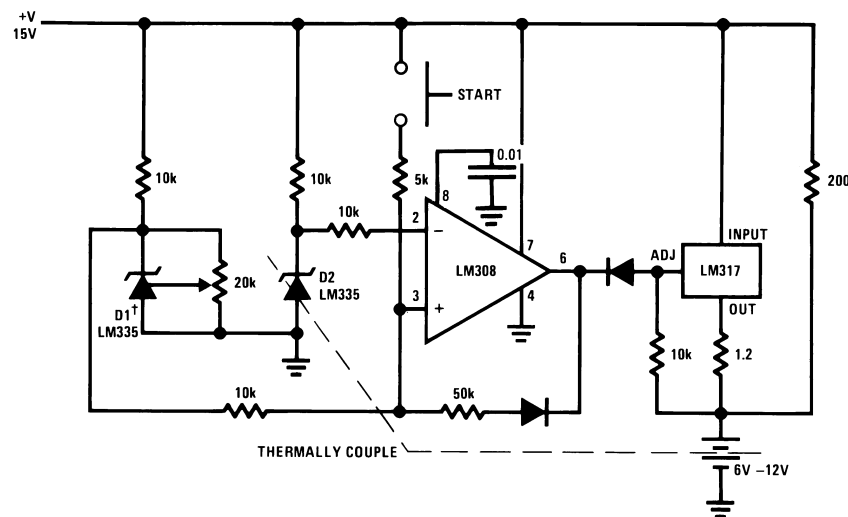 +V
15V
START
10k
10k
5k
0.01
8
200
10k
2
−
7
6
ADJ
INPUT
LM317
OUT
LM308
20k
D2
LM335
D1†
LM335
3
+
4
10k
1.2
10k
50k
THERMALLY COUPLE
6V −12V